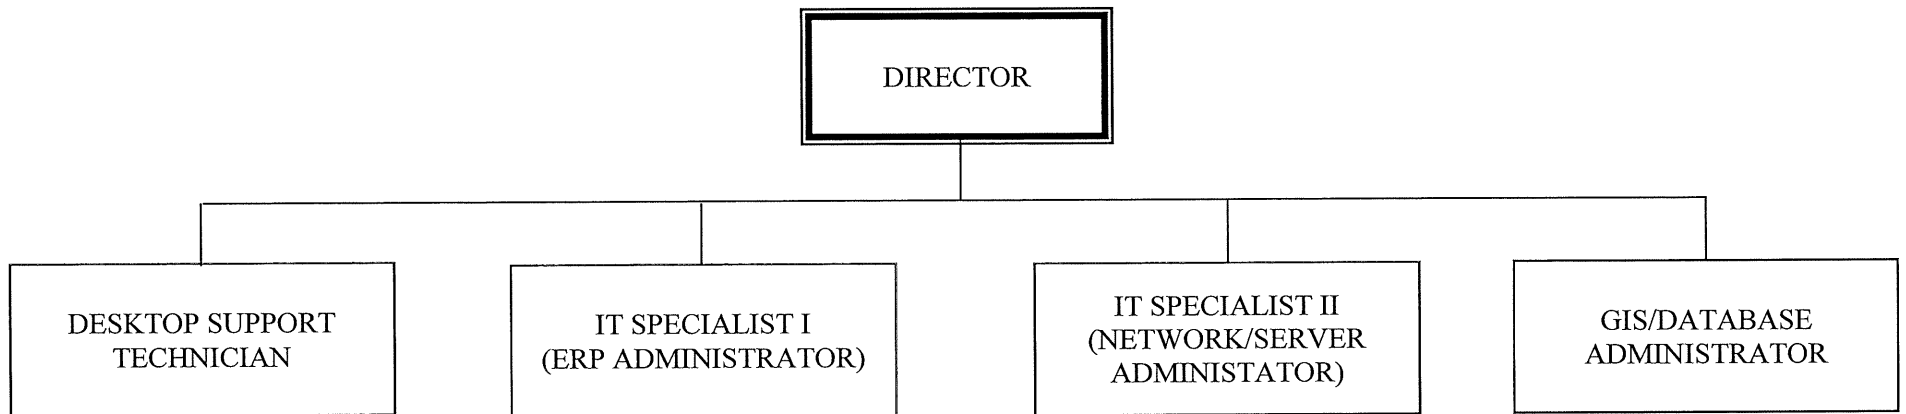 DIRECTOR
DESKTOP SUPPORT
TECHNICIAN
IT SPECIALIST I
(ERP ADMINISTRATOR)
IT SPECIALIST II
(NETWORK/SERVER
ADMINISTATOR)
GIS/DATABASE
ADMINISTRATOR